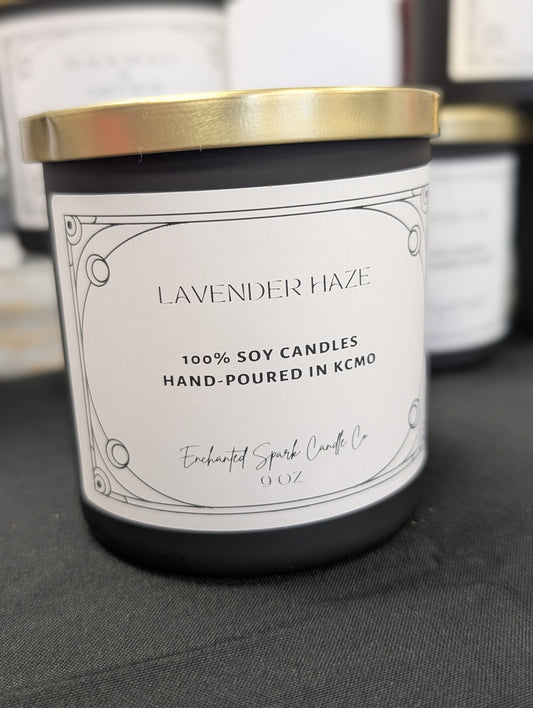 LAVENDER HAZE
100% SOY CANDLES
HAND-POURED IN KCMO
Enchanted Spark Candle Co
9 OZ